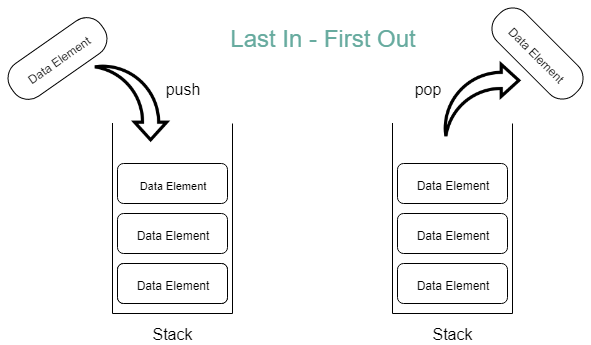 Data Element
Last In - First Out
Data Element
push
pop
Data Element
Data Element
Data Element
Data Element
Data Element
Data Element
Stack
Stack